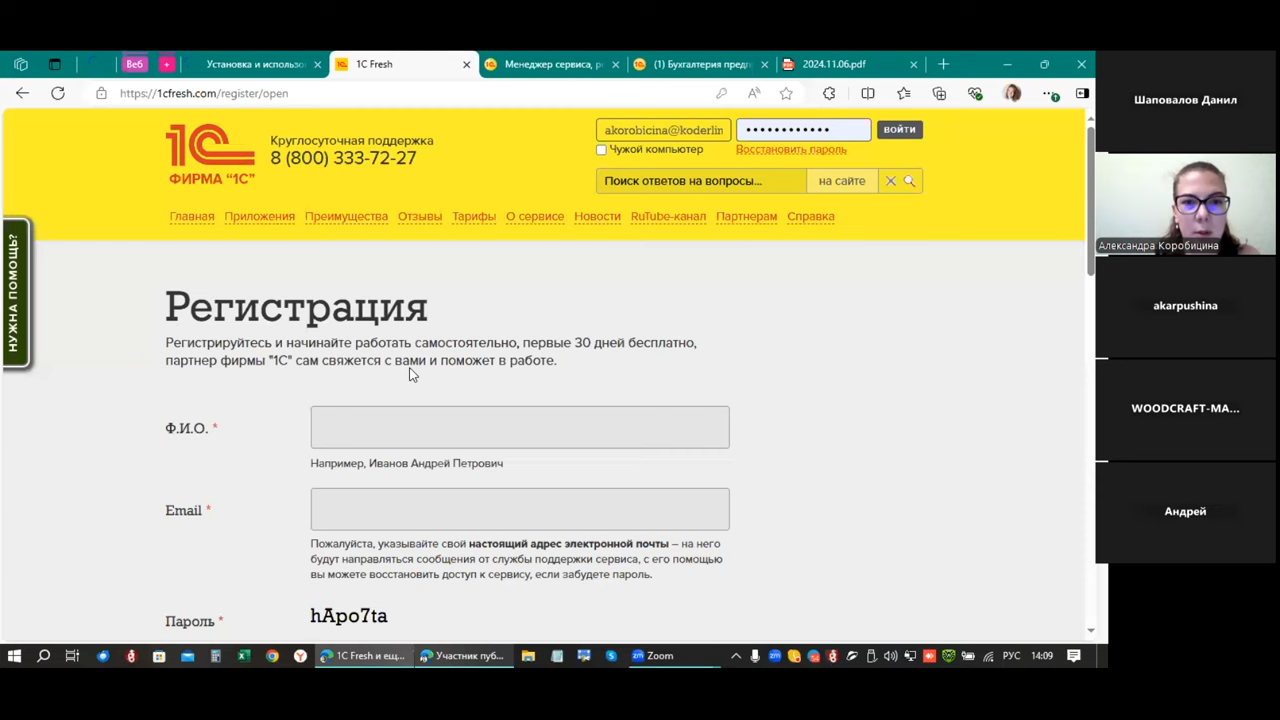 Веб
Установка и использо
1C Fresh
Менеджер сервиса, р
(1) Бухгалтерия предп
2024.11.06.pdf
https://1cfresh.com/register/open
1С
ФИРМА "1С"
Круглосуточная поддержка
8 (800) 333-72-27
akorobicina@koderlin
••••••••••••
ВОЙТИ
Чужой компьютер
Восстановить пароль
Поиск ответов на вопросы...
на сайте
Главная
Приложения
Преимущества
Отзывы
Тарифы
О сервисе
Новости
RuTube-канал
Партнерам
Справка
НУЖНА ПОМОЩЬ?
Регистрация
Регистрируйтесь и начинайте работать самостоятельно, первые 30 дней бесплатно,
партнер фирмы "1С" сам свяжется с вами и поможет в работе.
Ф.И.О. *
Например, Иванов Андрей Петрович
Email *
Пожалуйста, указывайте свой настоящий адрес электронной почты – на него
будут направляться сообщения от службы поддержки сервиса, с его помощью
вы можете восстановить доступ к сервису, если забудете пароль.
Пароль *
hApo7ta
Шаповалов Данил
Александра Коробицина
akarpushina
WOODCRAFT-MA...
Андрей
1C Fresh и ещ...
Участник пуб...
Zoom
РУС
14:09